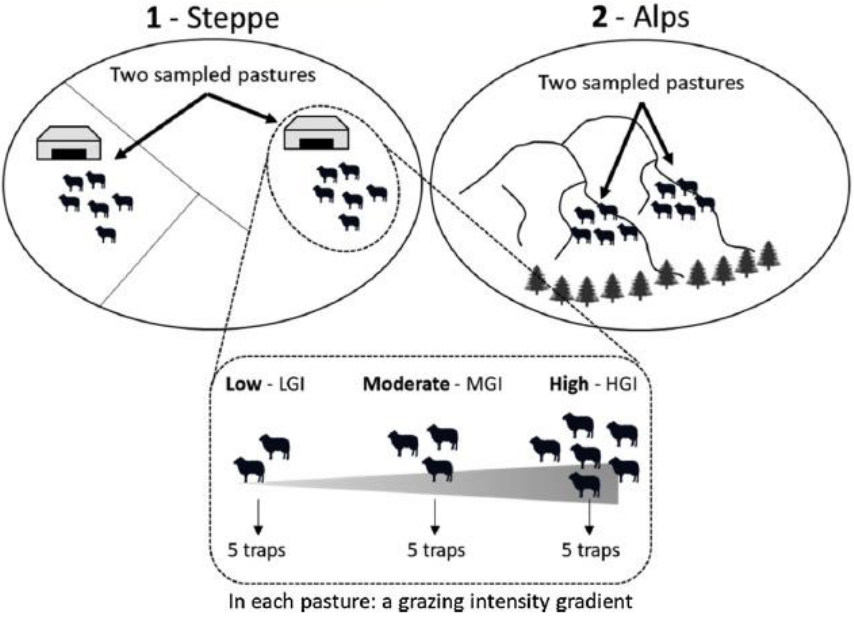 1 - Steppe
2 - Alps
Two sampled pastures
Two sampled pastures
Low - LGI
Moderate - MGI
High - HGI
5 traps
5 traps
5 traps
In each pasture: a grazing intensity gradient